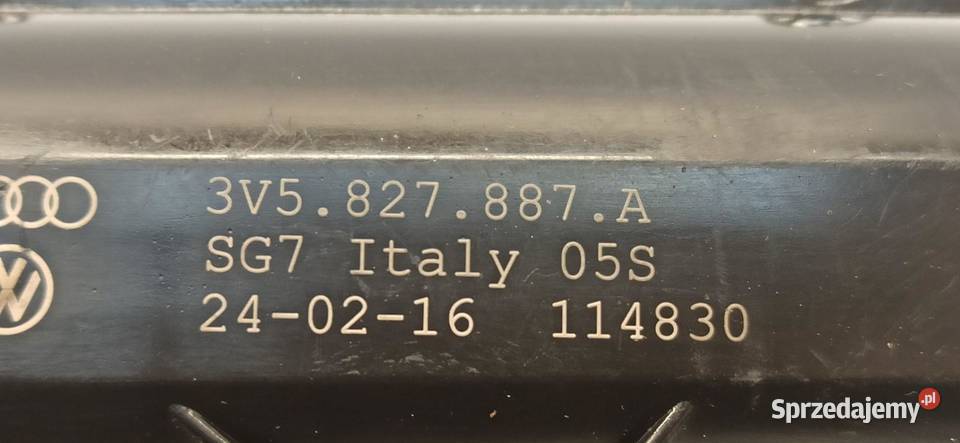 3V5.827.887.A
SG7 Italy 05S
24-02-16 114830
Sprzedajemy.pl